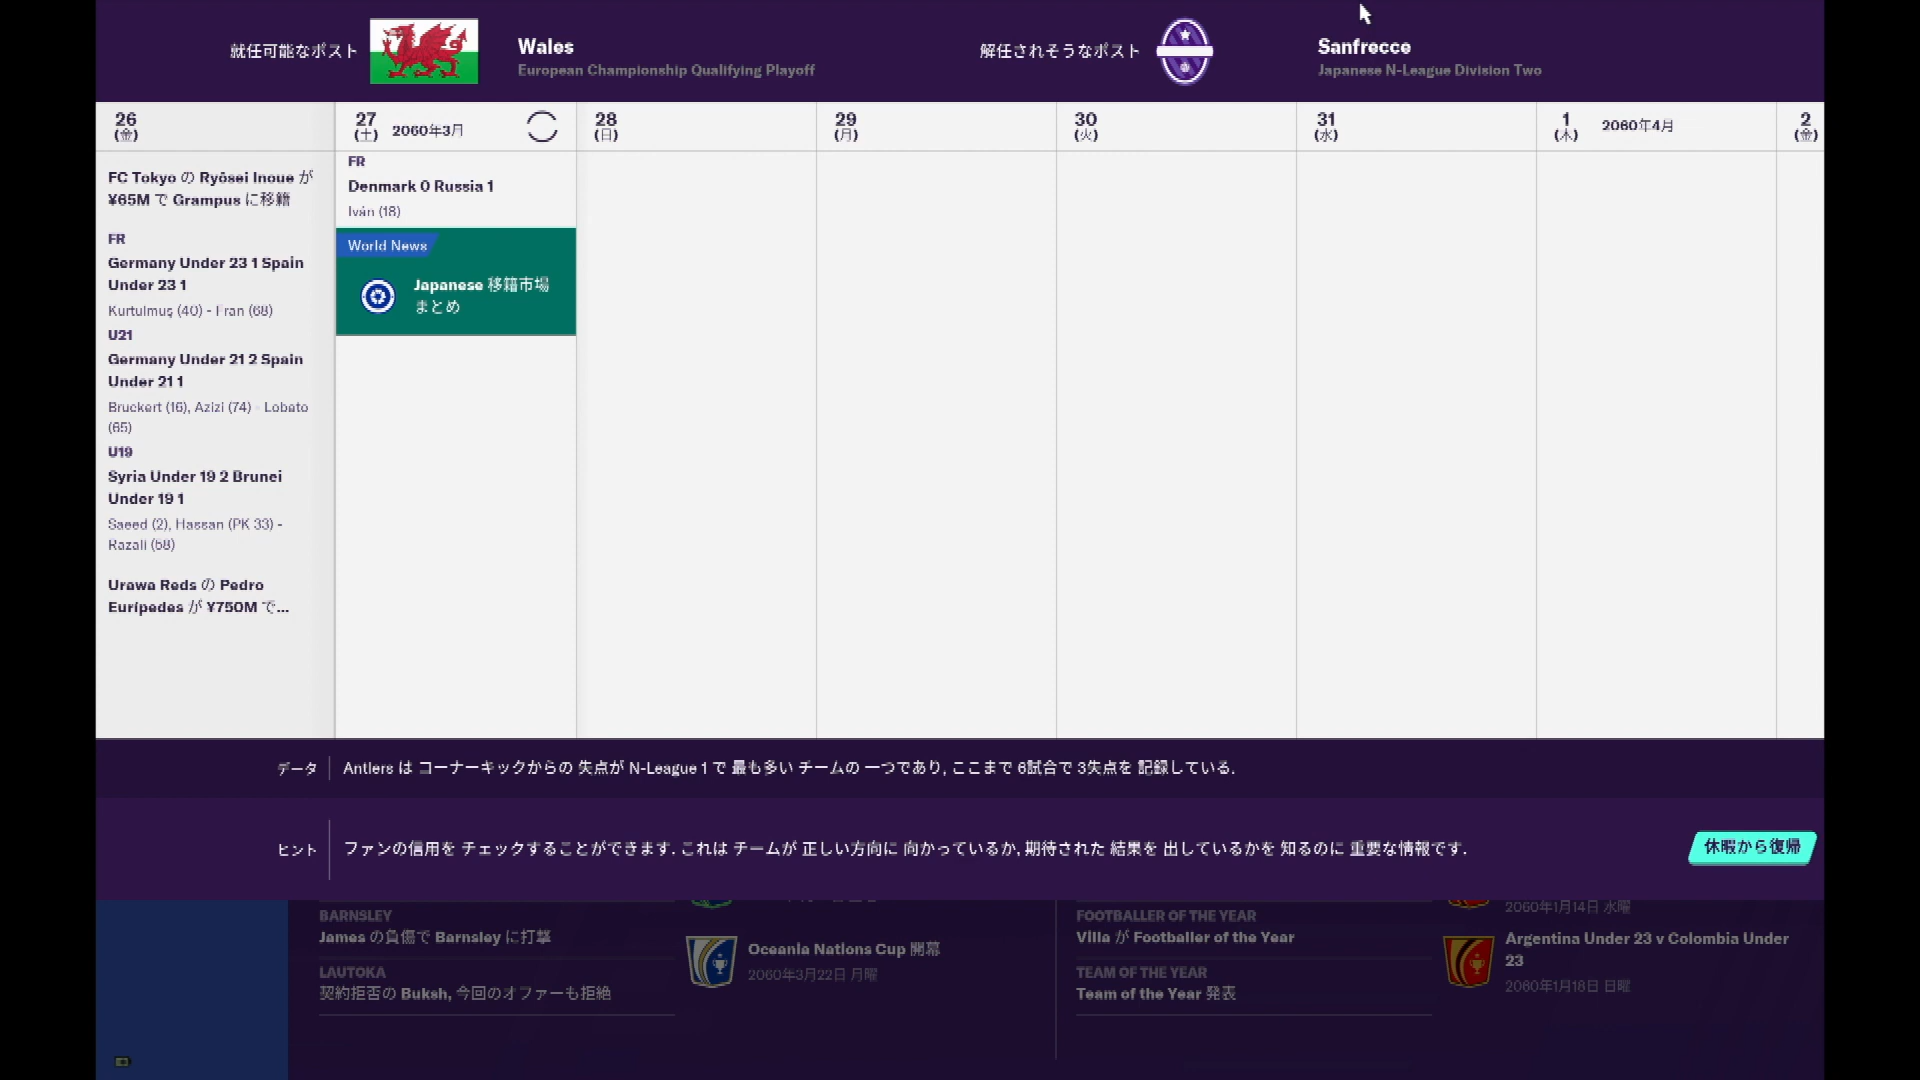 就任可能なポスト
Wales
European Championship Qualifying Playoff
解任されそうなポスト
Sanfrecce
Japanese N-League Division Two
26
(金)
27
(土) 2060年3月
28
(日)
29
(月)
30
(火)
31
(水)
1
(木) 2060年4月
2
(金)
FC Tokyo の Ryōsei Inoue が
¥65M で Grampus に移籍
FR
Germany Under 23 1 Spain
Under 23 1
Kurtulmuş (40) - Fran (68)
U21
Germany Under 21 2 Spain
Under 21 1
Bruckert (16), Azizi (74) - Lobato
(65)
U19
Syria Under 19 2 Brunei
Under 19 1
Saeed (2), Hassan (PK 33) -
Razali (58)
Urawa Reds の Pedro
Eurípedes が ¥750M で...
FR
Denmark 0 Russia 1
Iván (18)
World News
Japanese 移籍市場
まとめ
データ
Antlers は コーナーキックからの 失点が N-League 1 で 最も多い チームの 一つであり, ここまで 6試合で 3失点を 記録している.
ヒント
ファンの信用を チェックすることができます. これは チームが 正しい方向に 向かっているか, 期待された 結果を 出しているかを 知るのに 重要な情報です.
休暇から復帰
BARNSLEY
James の負傷で Barnsley に打撃
LAUTOKA
契約拒否の Buksh, 今回のオファーも拒絶
Oceania Nations Cup 開幕
2060年3月22日 月曜
FOOTBALLER OF THE YEAR
Villa が Footballer of the Year
TEAM OF THE YEAR
Team of the Year 発表
2060年1月14日 水曜
Argentina Under 23 v Colombia Under
23
2060年1月18日 日曜